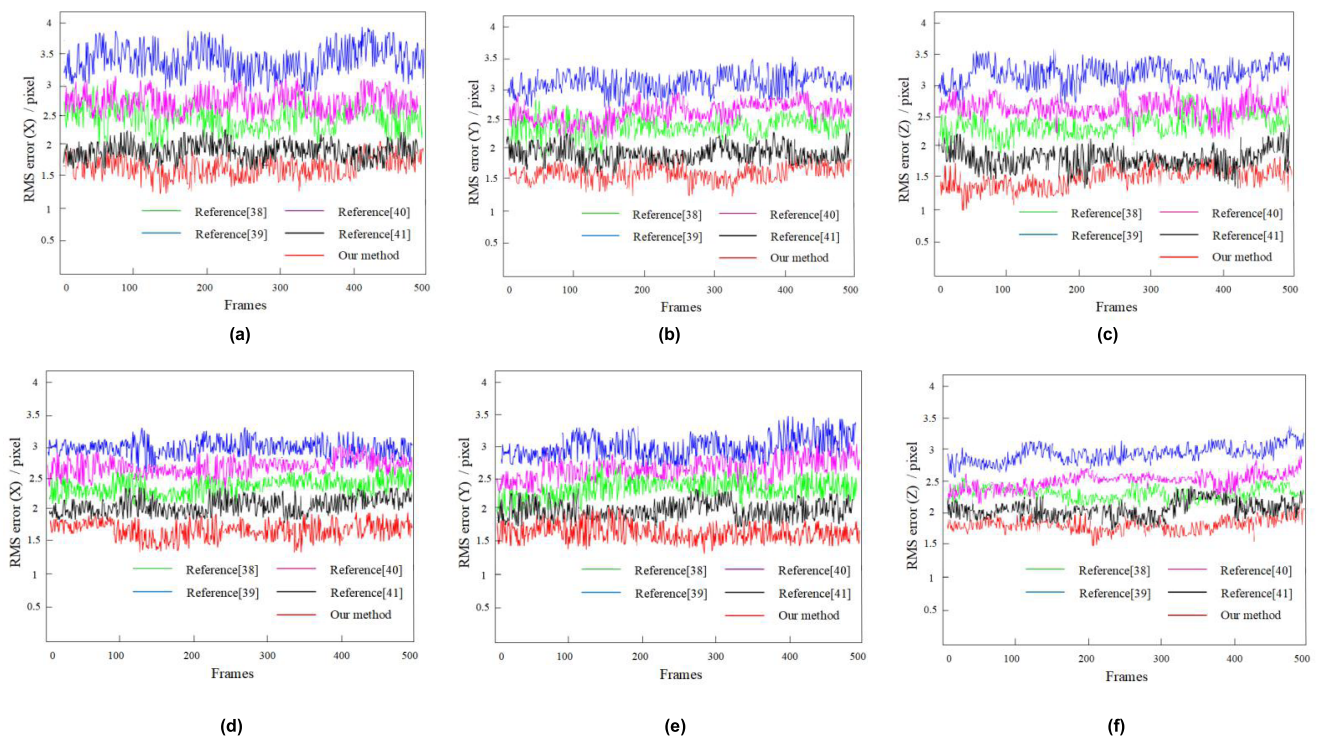 4
3.5
3
2.5
2
1.5
1
0.5
RMS error (X) / pixel
Reference[38]
Reference[40]
Reference[39]
Reference[41]
Our method
0 100 200 300 400 500
Frames
(a)
4
3.5
3
2.5
2
1.5
1
0.5
RMS error (Y) / pixel
Reference[38]
Reference[40]
Reference[39]
Reference[41]
Our method
0 100 200 300 400 500
Frames
(b)
4
3.5
3
2.5
2
1.5
1
0.5
RMS error (Z) / pixel
Reference[38]
Reference[40]
Reference[39]
Reference[41]
Our method
0 100 200 300 400 500
Frames
(c)
4
3.5
3
2.5
2
1.5
1
0.5
RMS error (X) / pixel
Reference[38]
Reference[40]
Reference[39]
Reference[41]
Our method
0 100 200 300 400 500
Frames
(d)
4
3.5
3
2.5
2
1.5
1
0.5
RMS error (Y) / pixel
Reference[38]
Reference[40]
Reference[39]
Reference[41]
Our method
0 100 200 300 400 500
Frames
(e)
4
3.5
3
2.5
2
1.5
1
0.5
RMS error (Z) / pixel
Reference[38]
Reference[40]
Reference[39]
Reference[41]
Our method
0 100 200 300 400 500
Frames
(f)